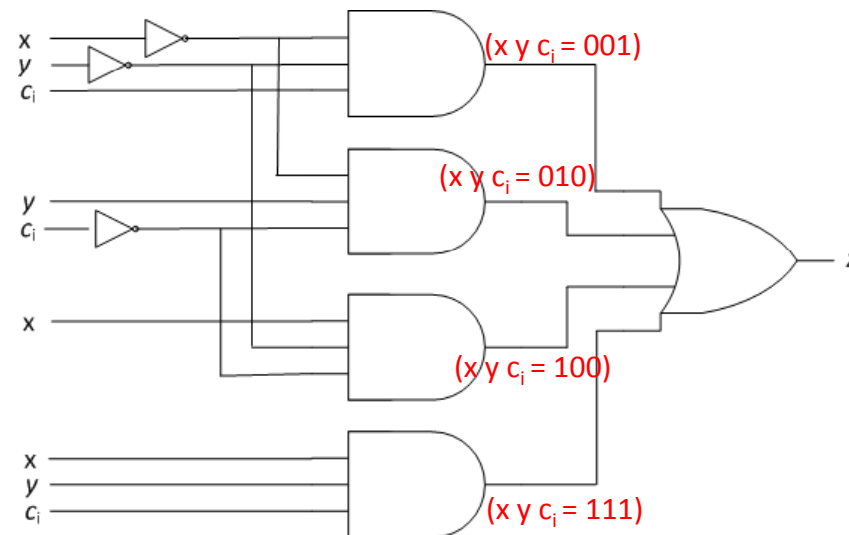 x
(x y cᵢ = 001)
y
cᵢ
(x y cᵢ = 010)
y
cᵢ
x
(x y cᵢ = 100)
x
y
cᵢ
(x y cᵢ = 111)